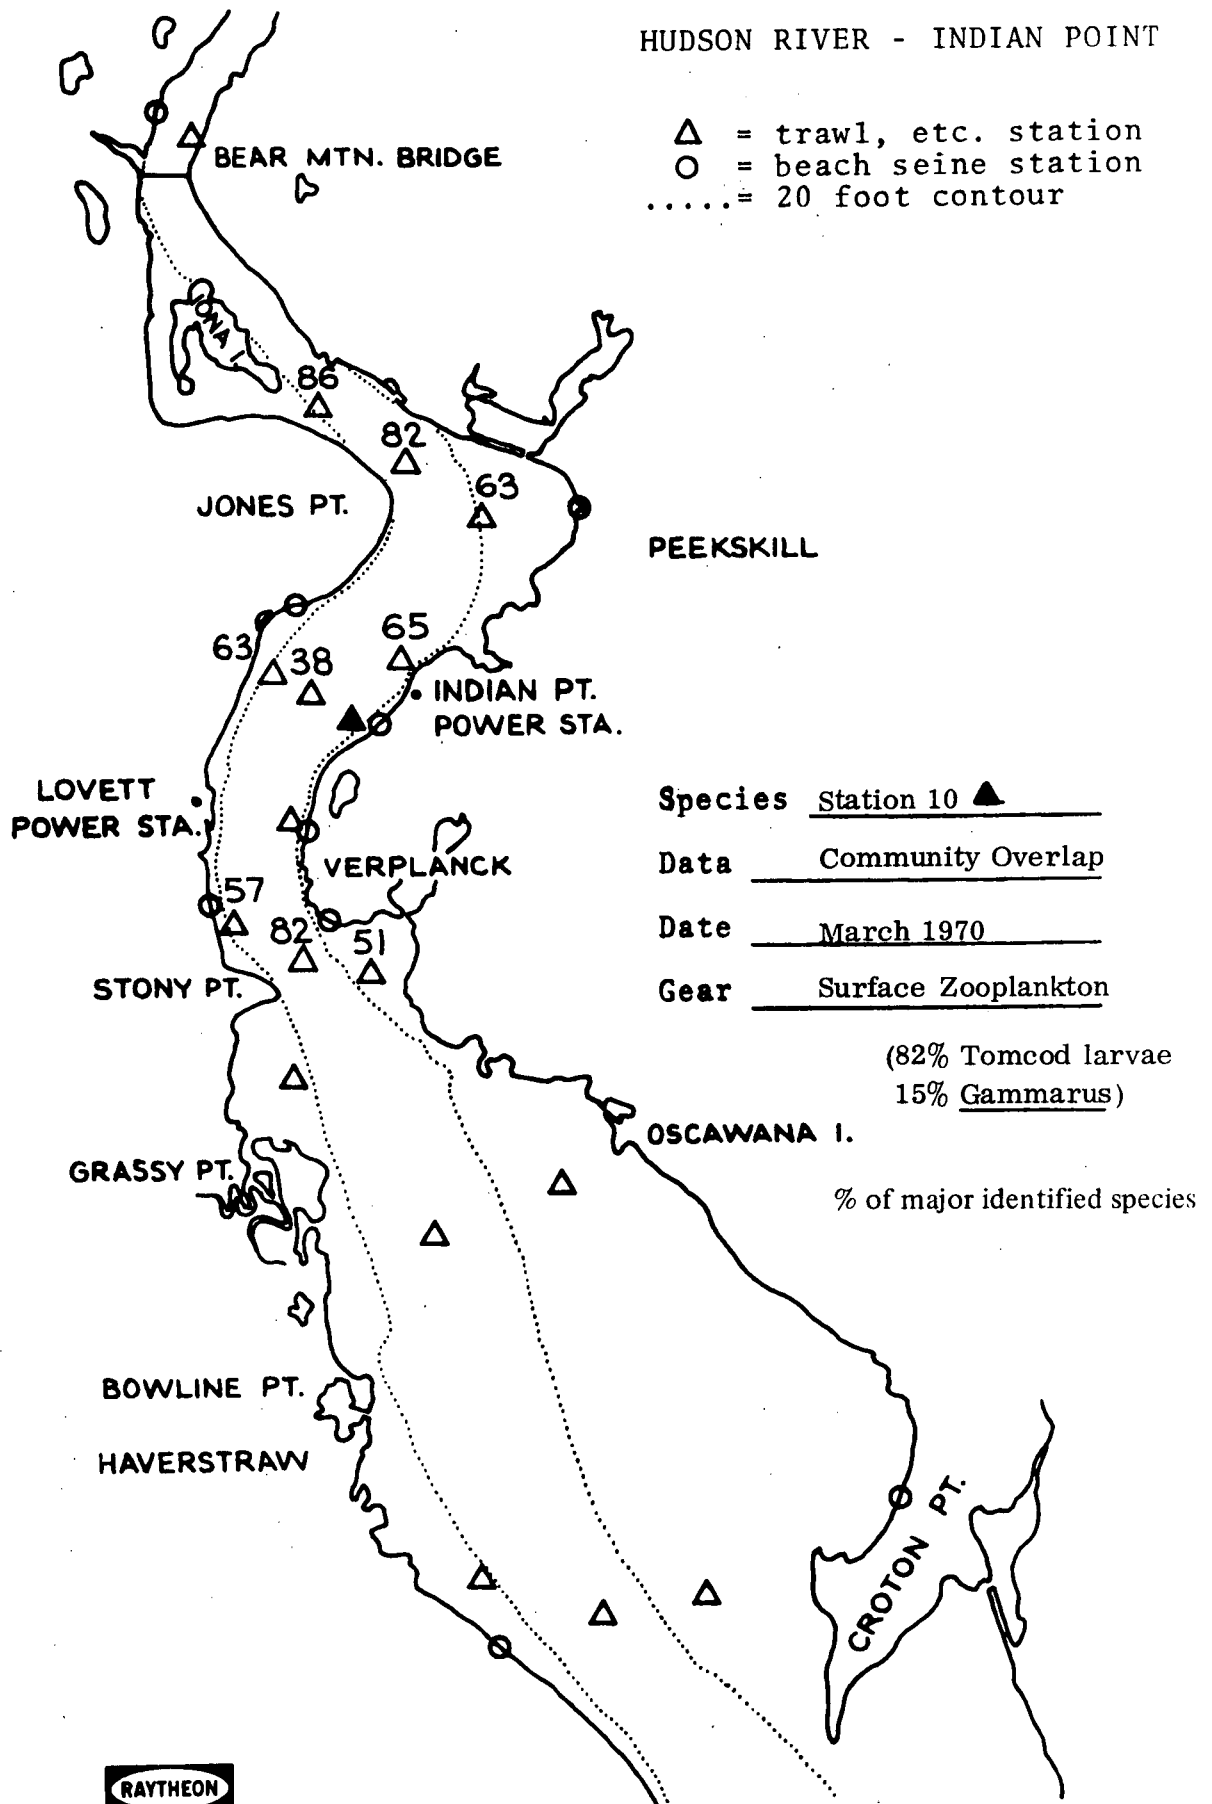 HUDSON RIVER - INDIAN POINT
△ = trawl, etc. station
○ = beach seine station
.....= 20 foot contour
BEAR MTN. BRIDGE
IONA I.
86
82
63
JONES PT.
PEEKSKILL
65
63
38
INDIAN PT.
POWER STA.
LOVETT
POWER STA.
Species Station 10 ▲
VERPLANCK
Data Community Overlap
57
82
51
Date March 1970
STONY PT.
Gear Surface Zooplankton
(82% Tomcod larvae
15% Gammarus)
OSCAWANA I.
GRASSY PT.
% of major identified species
BOWLINE PT.
HAVERSTRAW
CROTON PT.
RAYTHEON